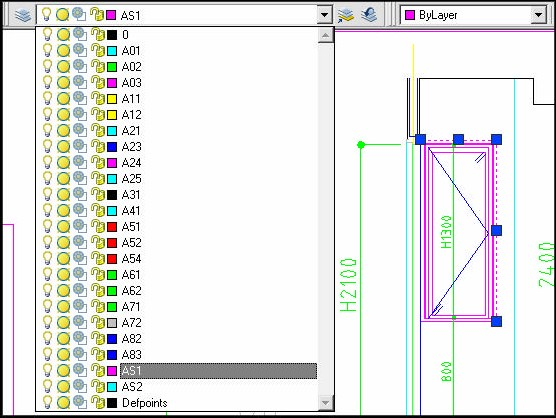 AS1
ByLayer
0
A01
A02
A03
A11
A12
A21
A23
A24
A25
A31
A41
A51
A52
A54
A61
A62
A71
A72
A82
A83
AS1
AS2
Defpoints
H2100
H1300
800
2400